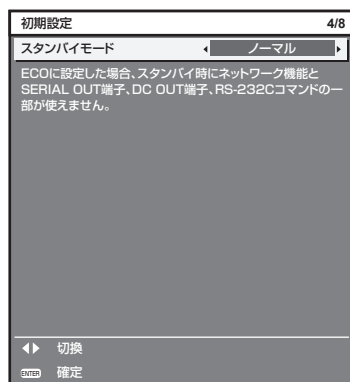 初期設定 4/8
スタンバイモード ノーマル
ECOに設定した場合、スタンバイ時にネットワーク機能と
SERIAL OUT端子、DC OUT端子、RS-232Cコマンドの一
部が使えません。
切換
ENTER 確定